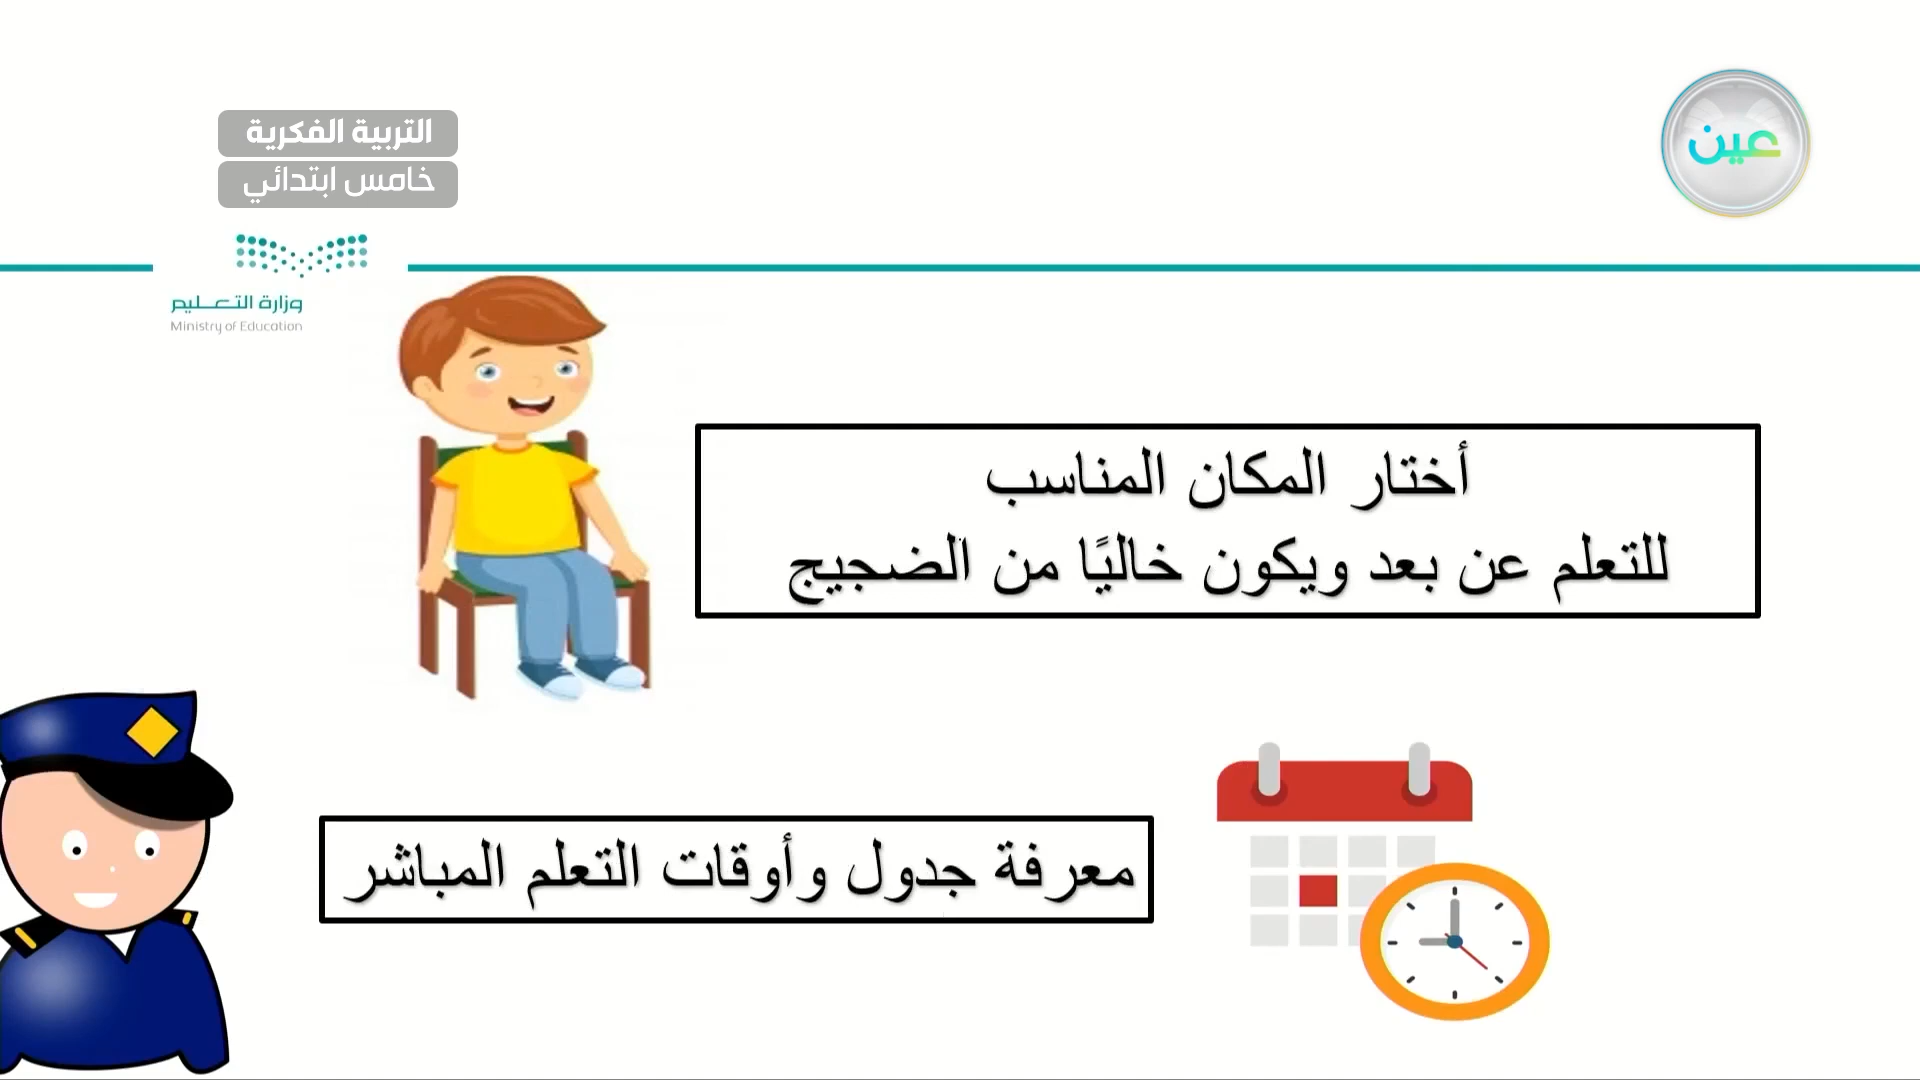 عين
التربية الفكرية
خامس ابتدائي
وزارة التعليم
Ministry of Education
أختار المكان المناسب
للتعلم عن بعد ويكون خاليًا من الضجيج
معرفة جدول وأوقات التعلم المباشر